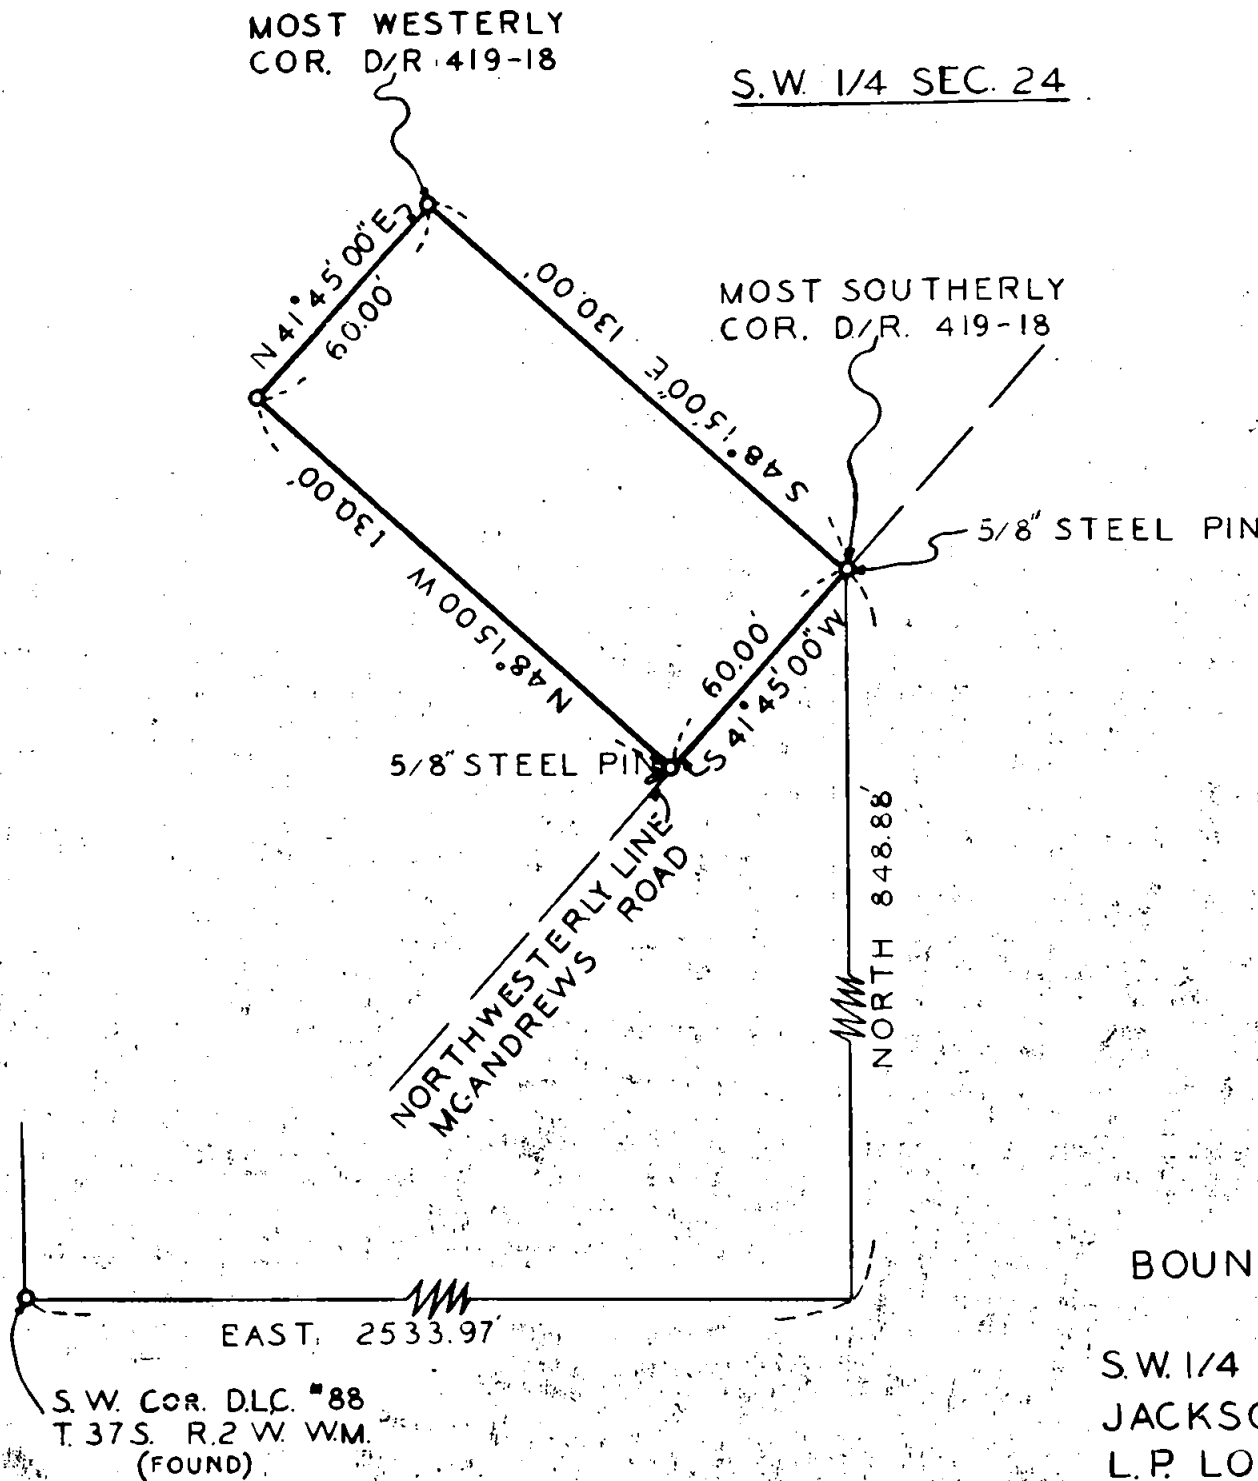 MOST WESTERLY
COR. D/R 419-18
S.W. 1/4 SEC. 24
N 41° 45' 00" E
60.00'
130.00'
S 48° 15' 00" E
MOST SOUTHERLY
COR. D/R. 419-18
5/8" STEEL PIN
130.00'
N 48° 15' 00 W
60.00'
S 41° 45' 00" W
5/8" STEEL PIN
NORTHWESTERLY LINE
MCANDREWS ROAD
NORTH 848.88'
EAST 2533.97'
S. W. COR. D.L.C. #88
T. 37 S. R. 2 W. W.M.
(FOUND)
BOUN
S.W. 1/4
JACKSO
L.P. LO